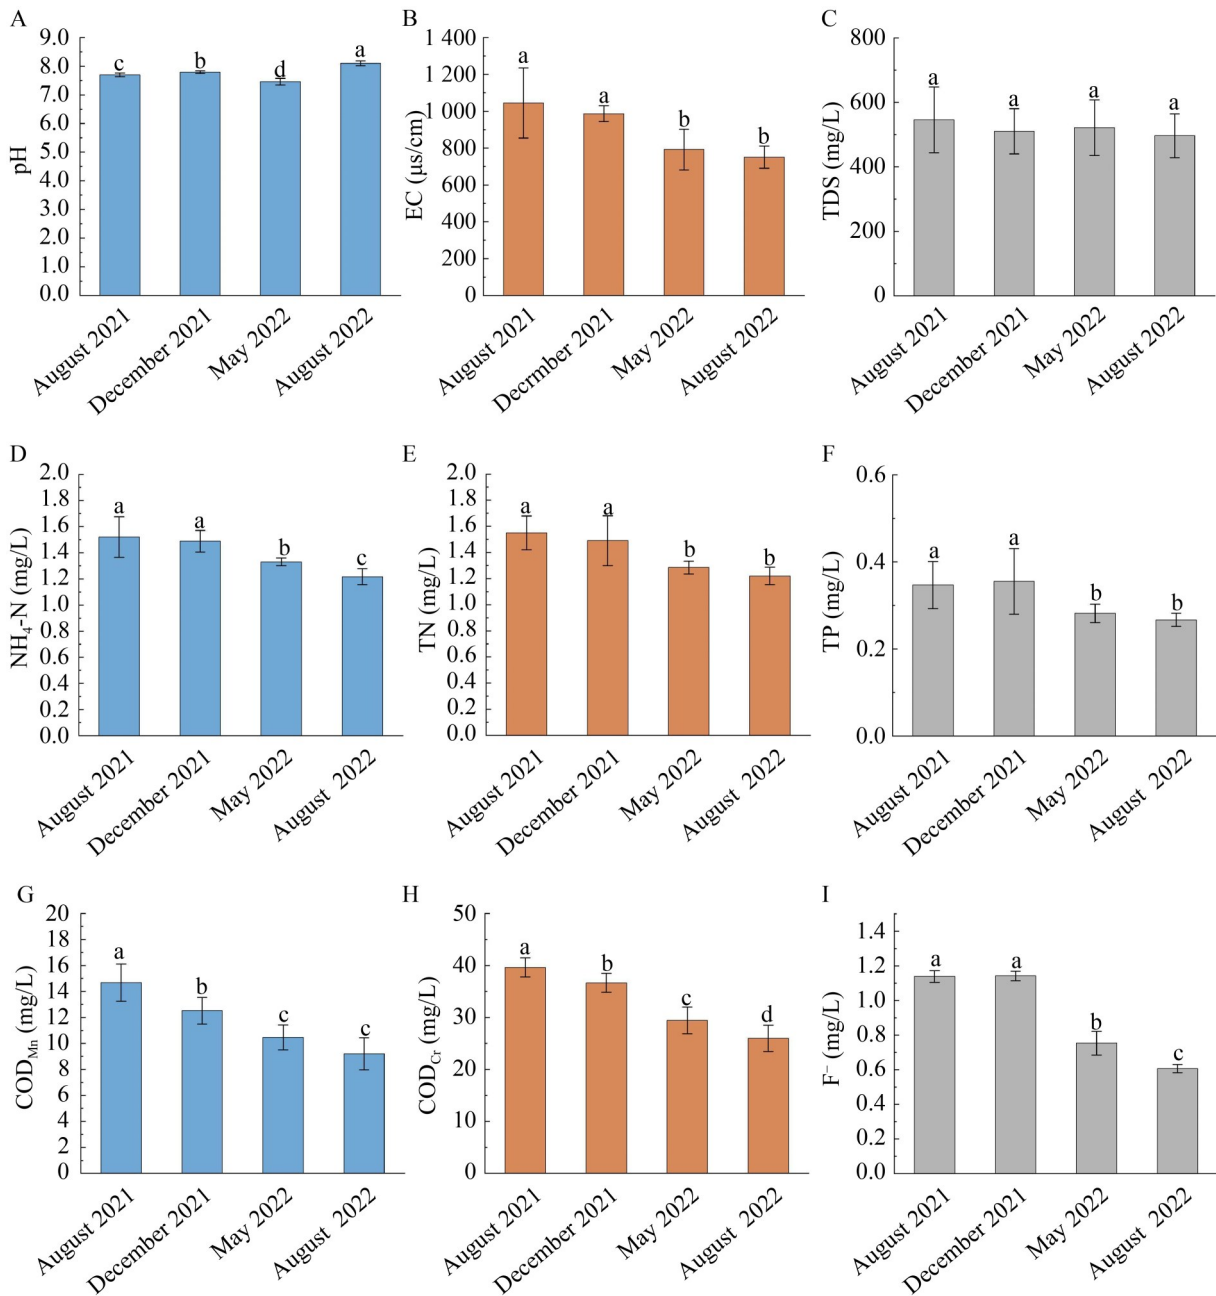 A
pH
9.0
8.0
7.0
6.0
5.0
4.0
3.0
2.0
1.0
0.0
c
b
d
a
August 2021
December 2021
May 2022
August 2022
B
EC (μs/cm)
1 400
1 200
1 000
800
600
400
200
0
a
a
b
b
August 2021
Decrmber 2021
May 2022
August 2022
C
TDS (mg/L)
800
600
400
200
0
a
a
a
a
August 2021
December 2021
May 2022
August 2022
D
NH₄-N (mg/L)
2.0
1.8
1.6
1.4
1.2
1.0
0.8
0.6
0.4
0.2
0.0
a
a
b
c
August 2021
December 2021
May 2022
August 2022
E
TN (mg/L)
2.0
1.8
1.6
1.4
1.2
1.0
0.8
0.6
0.4
0.2
0.0
a
a
b
b
August 2021
December 2021
May 2022
August 2022
F
TP (mg/L)
0.6
0.4
0.2
0.0
a
a
b
b
August 2021
December 2021
May 2022
August 2022
G
COD_Mn (mg/L)
20
18
16
14
12
10
8
6
4
2
0
a
b
c
c
August 2021
December 2021
May 2022
August 2022
H
COD_Cr (mg/L)
50
40
30
20
10
0
a
b
c
d
August 2021
December 2021
May 2022
August 2022
I
F⁻ (mg/L)
1.4
1.2
1.0
0.8
0.6
0.4
0.2
0.0
a
a
b
c
August 2021
December 2021
May 2022
August 2022